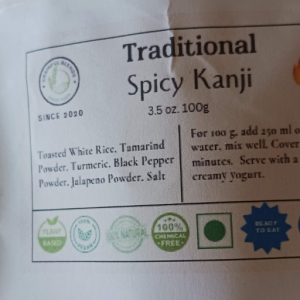 Traditional
Spicy Kanji
SINCE 2020
3.5 oz. 100g
Toasted White Rice, Tamarind
Powder, Turmeric, Black Pepper
Powder, Jalapeno Powder, Salt
For 100 g, add 250 ml o
water, mix well. Cover
minutes. Serve with a
creamy yogurt.
PLANT
BASED
100% NATURAL
100%
CHEMICAL
FREE
READY
TO EAT